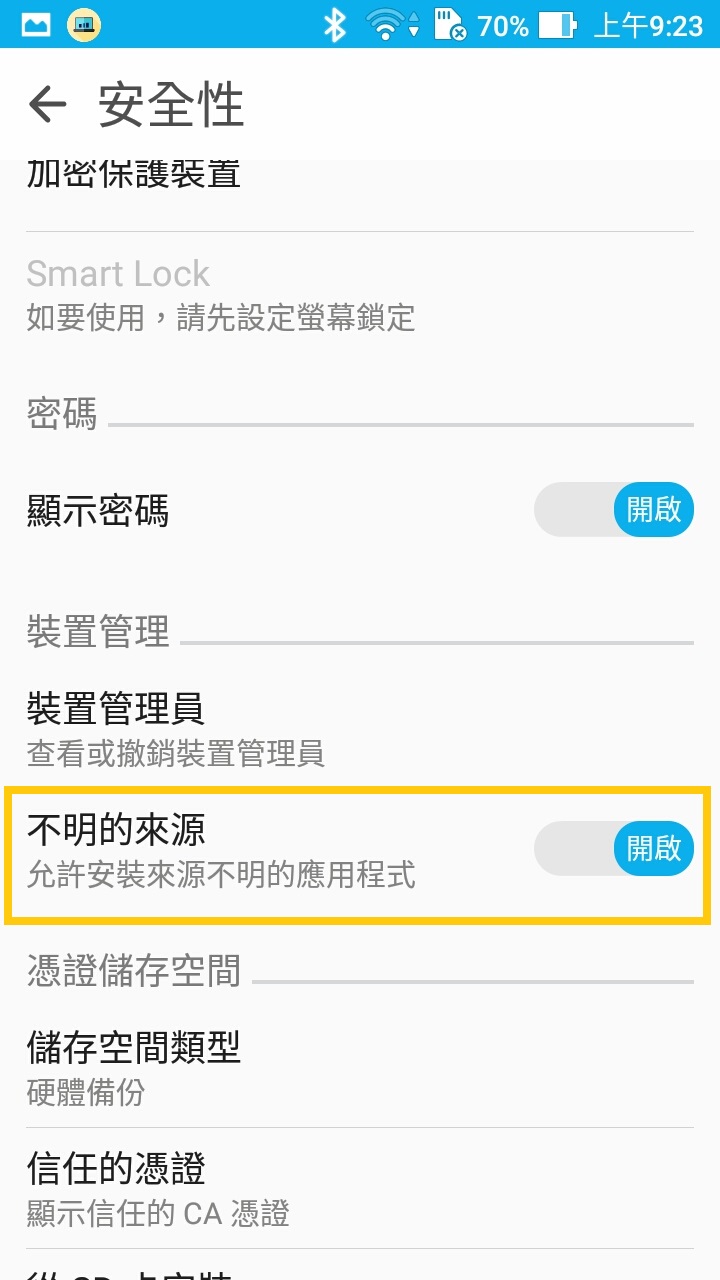 70% 上午9:23
安全性
加密保護裝置
Smart Lock
如要使用，請先設定螢幕鎖定
密碼
顯示密碼 開啟
裝置管理
裝置管理員
查看或撤銷裝置管理員
不明的來源 開啟
允許安裝來源不明的應用程式
憑證儲存空間
儲存空間類型
硬體備份
信任的憑證
顯示信任的 CA 憑證
從 SD 卡安裝